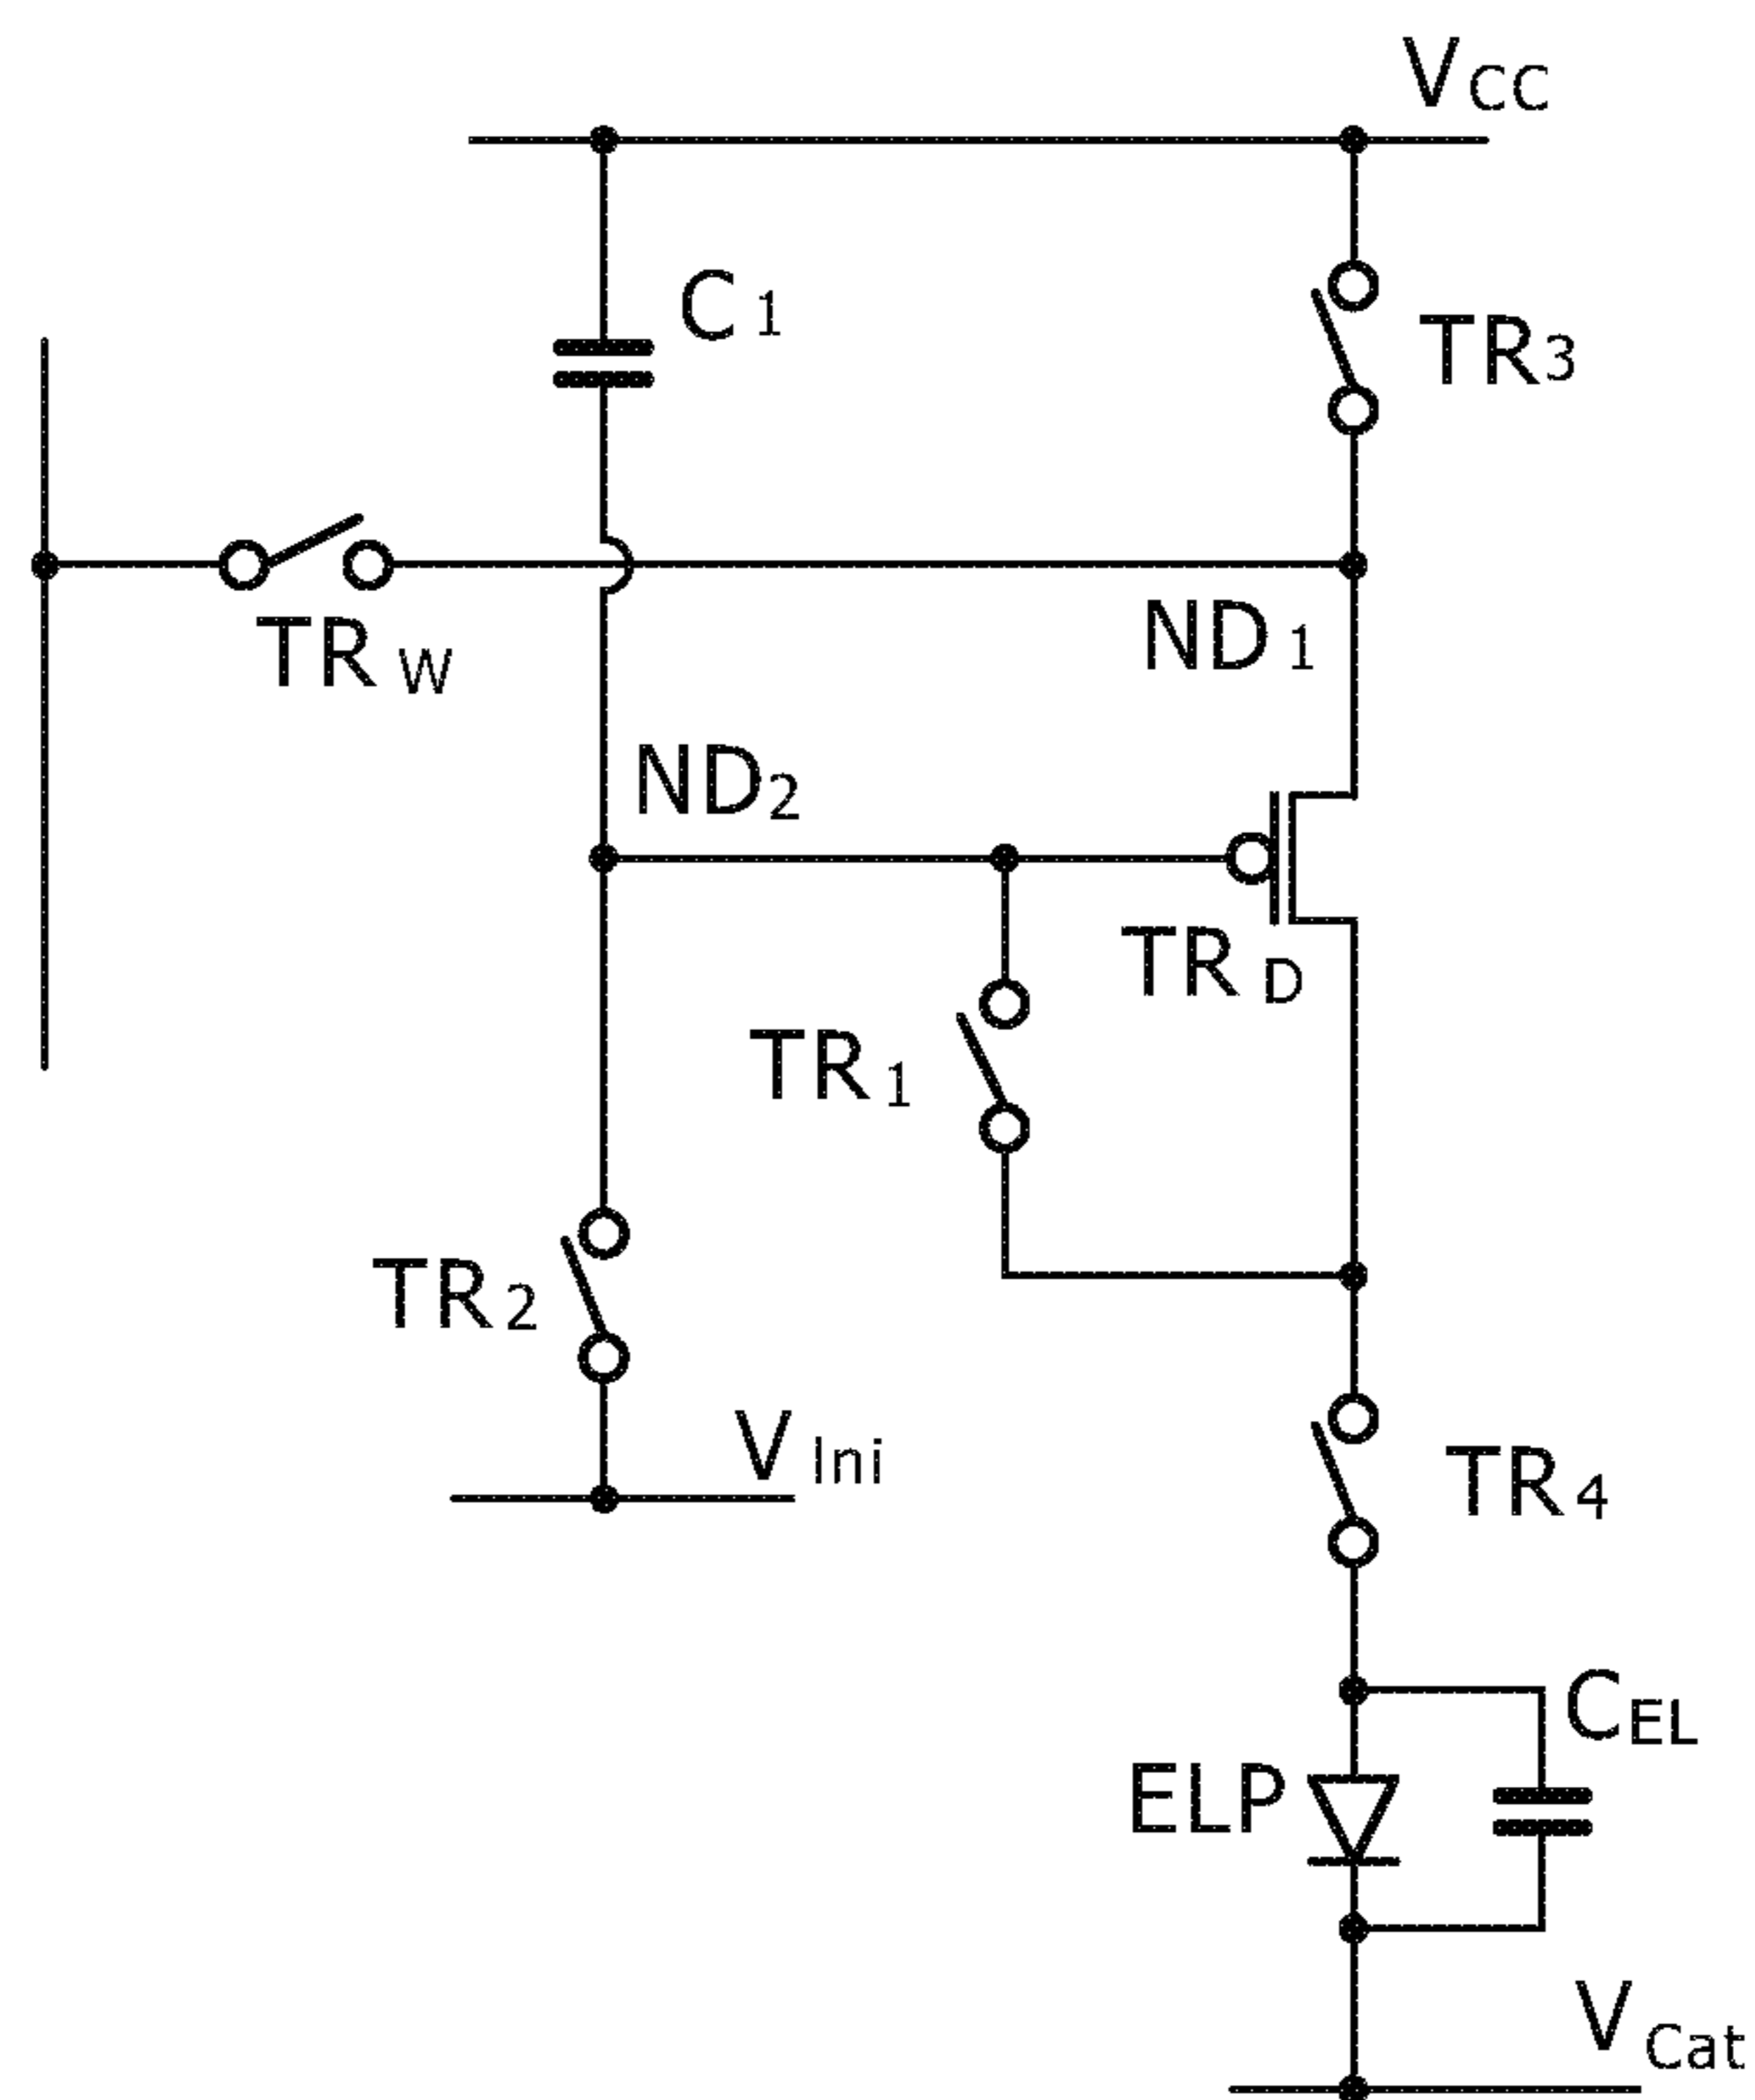 VCC
C1
TR3
TRW
ND1
ND2
TRD
TR1
TR2
VIni
TR4
CEL
ELP
VCat